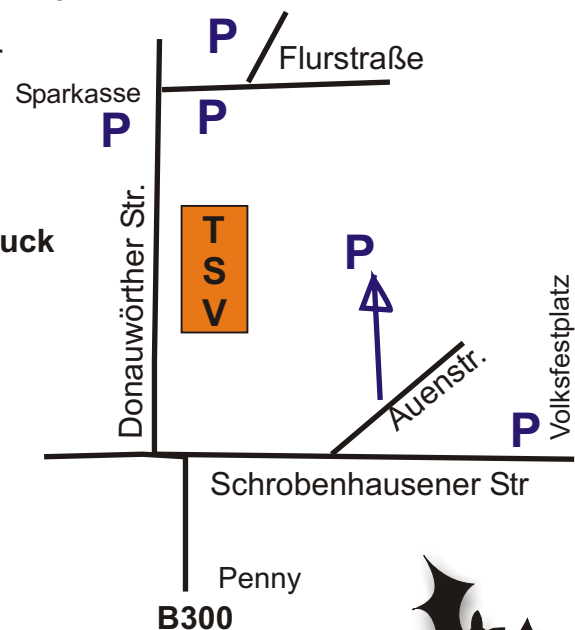 P
Flurstraße
Sparkasse
P
P
Donauwörther Str.
uck
T
S
V
P
Volksfestplatz
Auenstr.
P
Schrobenhausener Str
Penny
B300